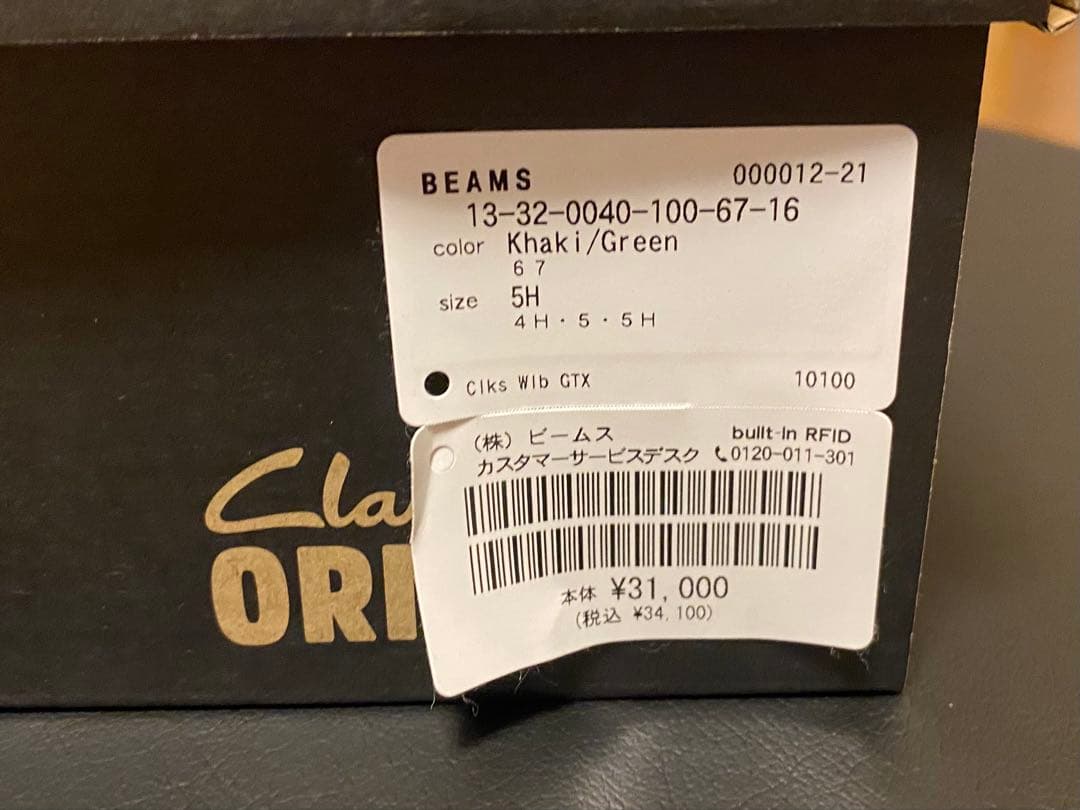 BEAMS 000012-21
13-32-0040-100-67-16
color Khaki/Green
67
size 5H
4H・5・5H
Clks Wlb GTX 10100
(株) ビームス built-in RFID
カスタマーサービスデスク 0120-011-301
本体 ¥31,000
(税込 ¥34,100)
Cla
ORI